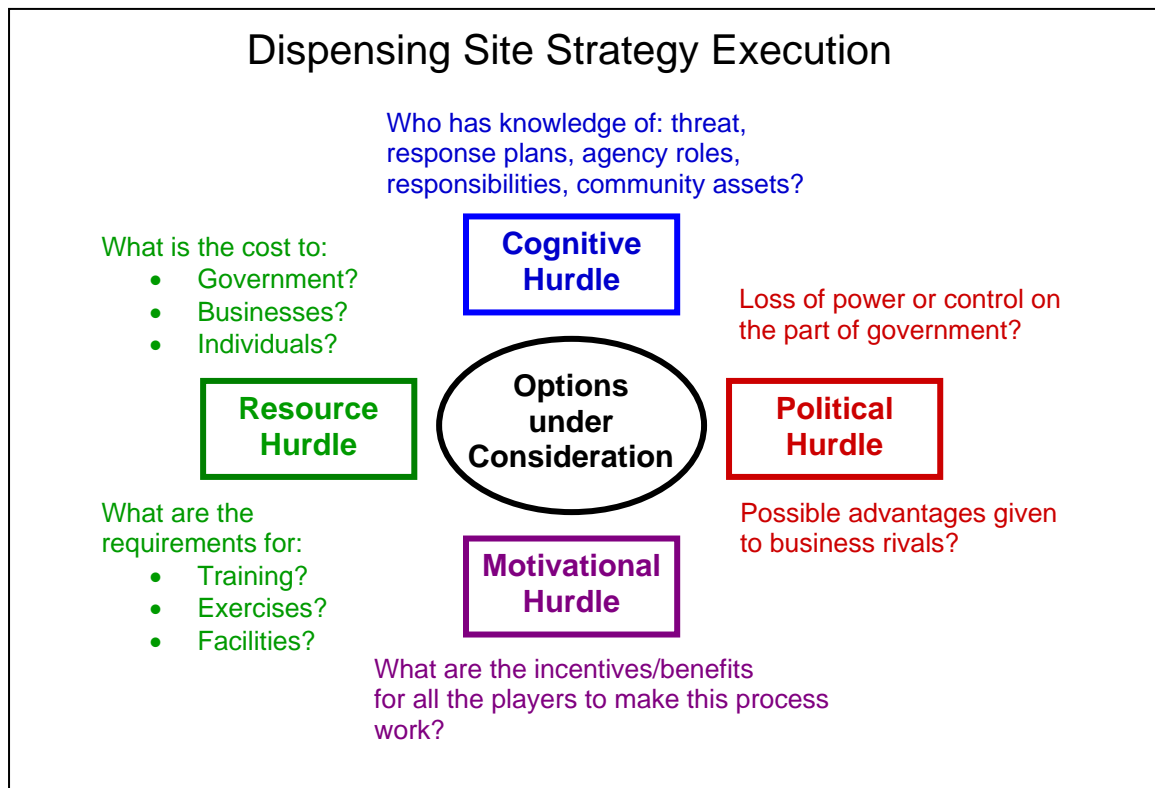 Dispensing Site Strategy Execution
Who has knowledge of: threat,
response plans, agency roles,
responsibilities, community assets?
Cognitive
Hurdle
What is the cost to:
• Government?
• Businesses?
• Individuals?
Loss of power or control on
the part of government?
Resource
Hurdle
Options
under
Consideration
Political
Hurdle
What are the
requirements for:
• Training?
• Exercises?
• Facilities?
Possible advantages given
to business rivals?
Motivational
Hurdle
What are the incentives/benefits
for all the players to make this process
work?